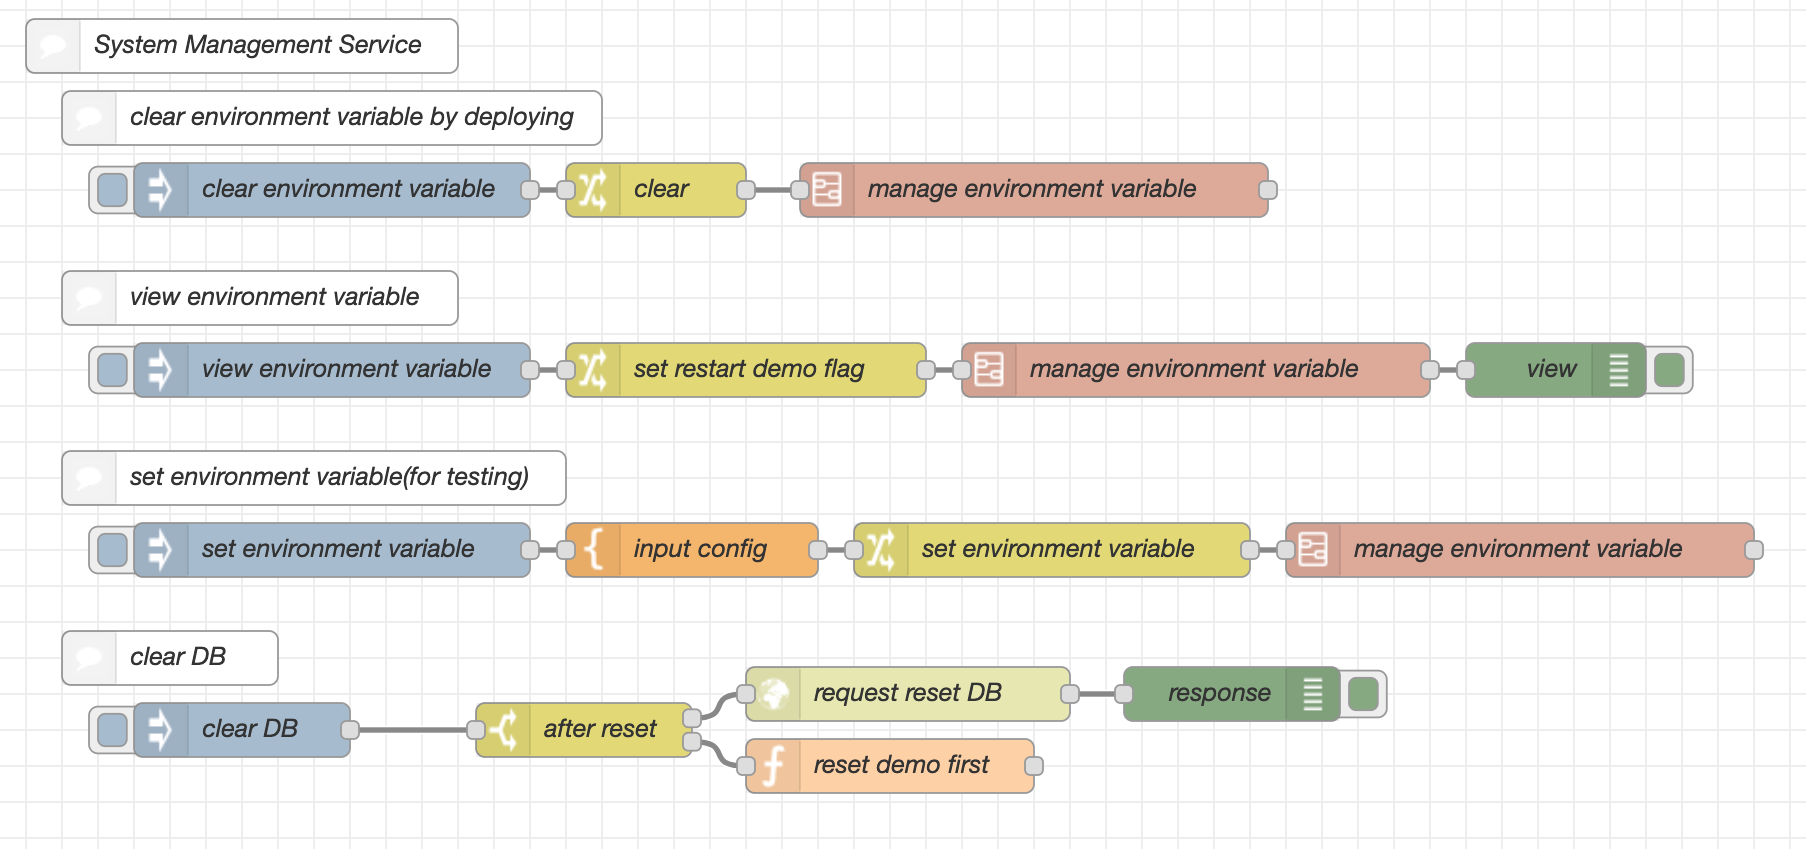 System Management Service
clear environment variable by deploying
clear environment variable
clear
manage environment variable
view environment variable
view environment variable
set restart demo flag
manage environment variable
view
set environment variable(for testing)
set environment variable
input config
set environment variable
manage environment variable
clear DB
clear DB
after reset
request reset DB
response
reset demo first